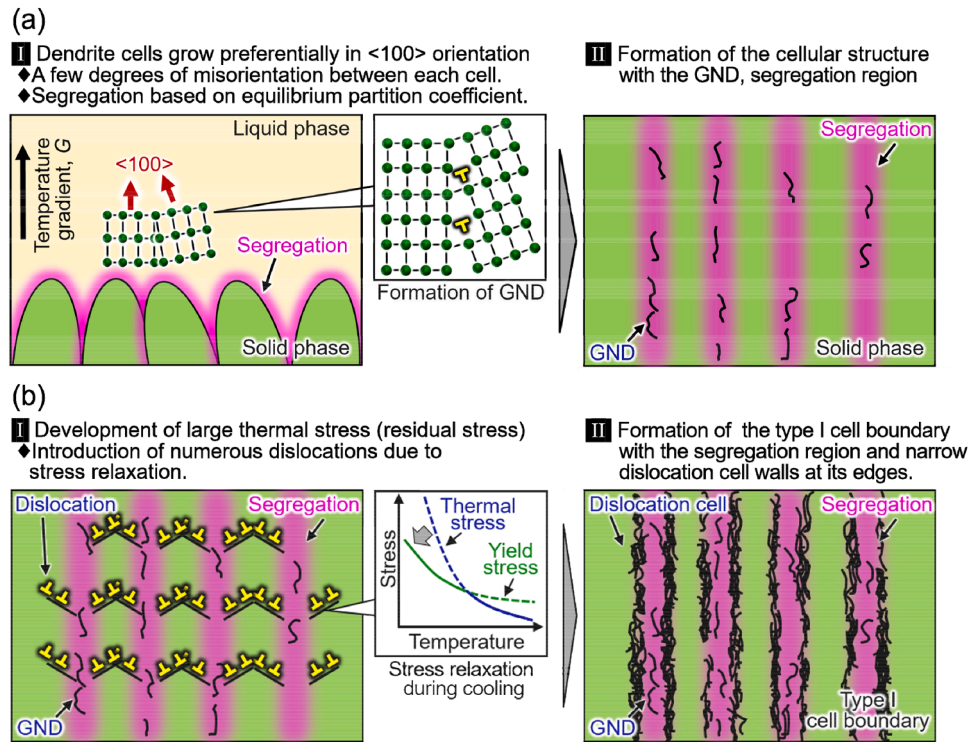 (a)
I Dendrite cells grow preferentially in <100> orientation
♦A few degrees of misorientation between each cell.
♦Segregation based on equilibrium partition coefficient.
II Formation of the cellular structure
with the GND, segregation region
Temperature
gradient, G
Liquid phase
<100>
Segregation
Solid phase
Formation of GND
Segregation
GND
Solid phase
(b)
I Development of large thermal stress (residual stress)
♦Introduction of numerous dislocations due to
stress relaxation.
II Formation of the type I cell boundary
with the segregation region and narrow
dislocation cell walls at its edges.
Dislocation
Segregation
GND
Stress
Thermal
stress
Yield
stress
Temperature
Stress relaxation
during cooling
Dislocation cell
Segregation
GND
Type I
cell boundary